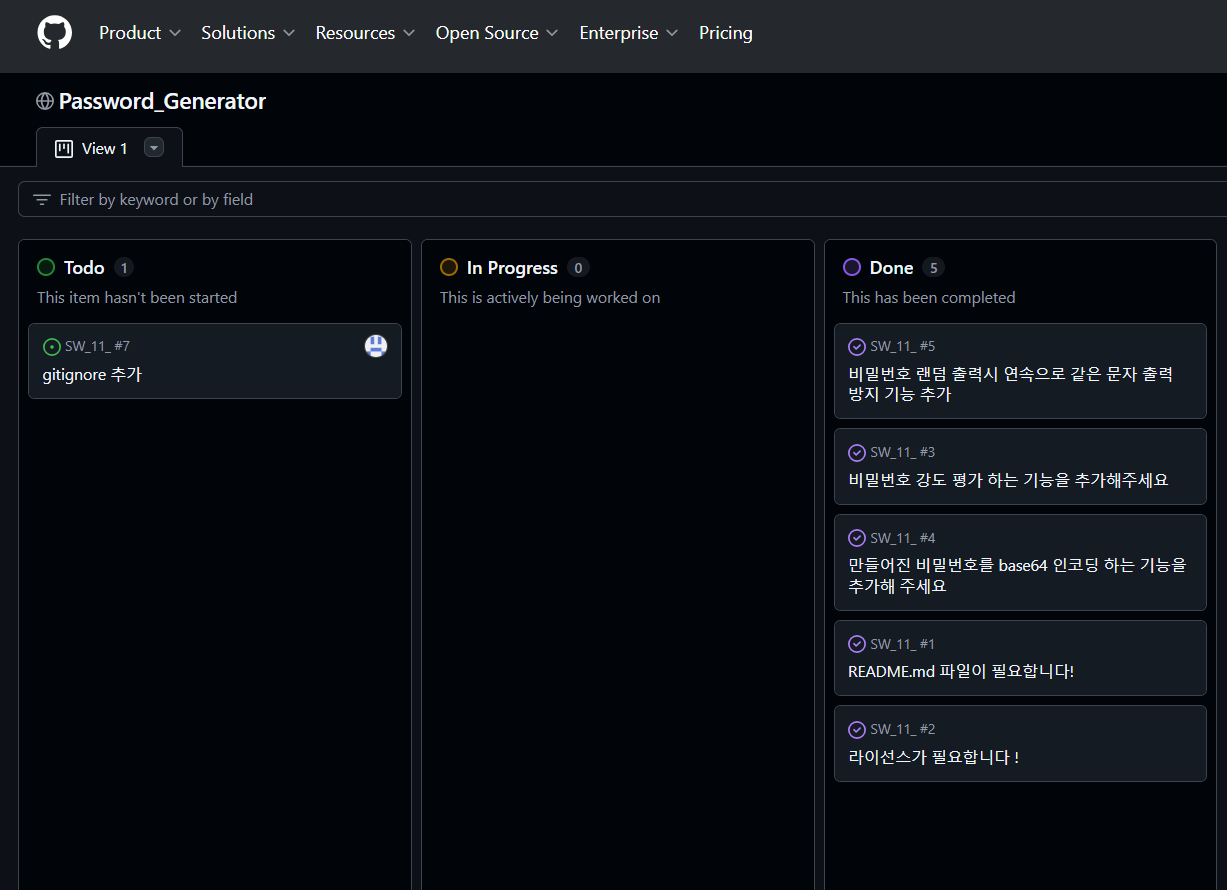 Product Solutions Resources Open Source Enterprise Pricing
Password_Generator
View 1
Filter by keyword or by field
Todo 1
This item hasn't been started
SW_11_ #7
gitignore 추가
In Progress 0
This is actively being worked on
Done 5
This has been completed
SW_11_ #5
비밀번호 랜덤 출력시 연속으로 같은 문자 출력
방지 기능 추가
SW_11_ #3
비밀번호 강도 평가 하는 기능을 추가해주세요
SW_11_ #4
만들어진 비밀번호를 base64 인코딩 하는 기능을
추가해 주세요
SW_11_ #1
README.md 파일이 필요합니다!
SW_11_ #2
라이선스가 필요합니다 !